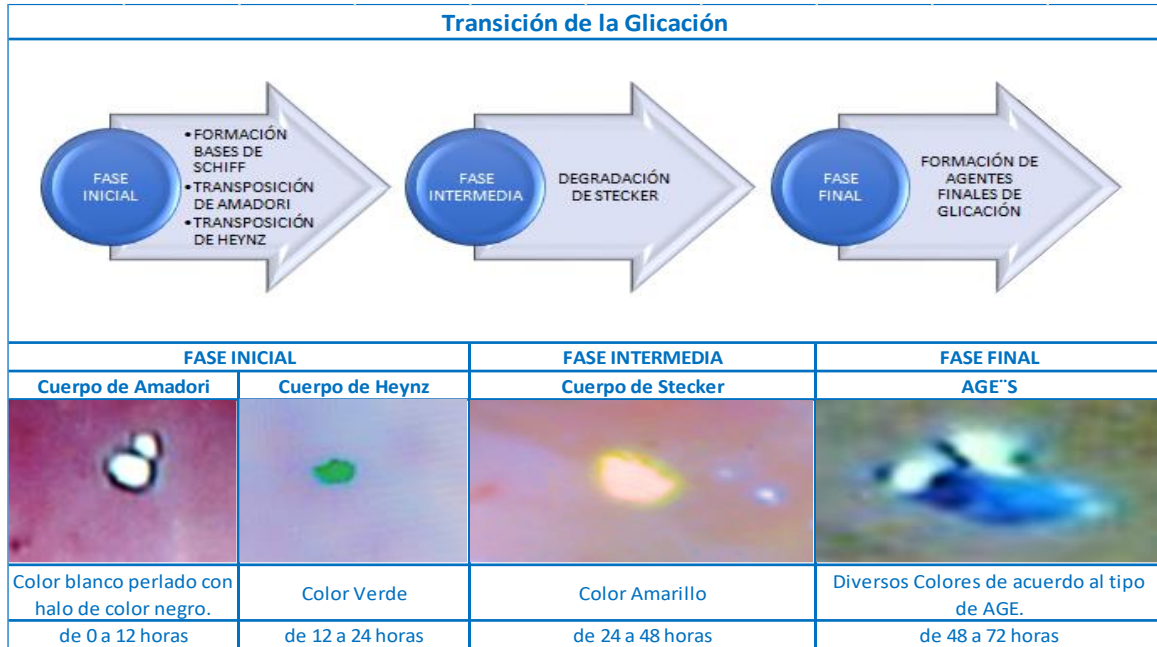 Transición de la Glicación
FASE
INICIAL
•FORMACIÓN
BASES DE
SCHIFF
•TRANSPOSICIÓN
DE AMADORI
•TRANSPOSICIÓN
DE HEYNZ
FASE
INTERMEDIA
DEGRADACIÓN
DE STECKER
FASE
FINAL
FORMACIÓN DE
AGENTES
FINALES DE
GLICACIÓN
FASE INICIAL
FASE INTERMEDIA
FASE FINAL
Cuerpo de Amadori
Cuerpo de Heynz
Cuerpo de Stecker
AGE¨S
Color blanco perlado con
halo de color negro.
Color Verde
Color Amarillo
Diversos Colores de acuerdo al tipo
de AGE.
de 0 a 12 horas
de 12 a 24 horas
de 24 a 48 horas
de 48 a 72 horas